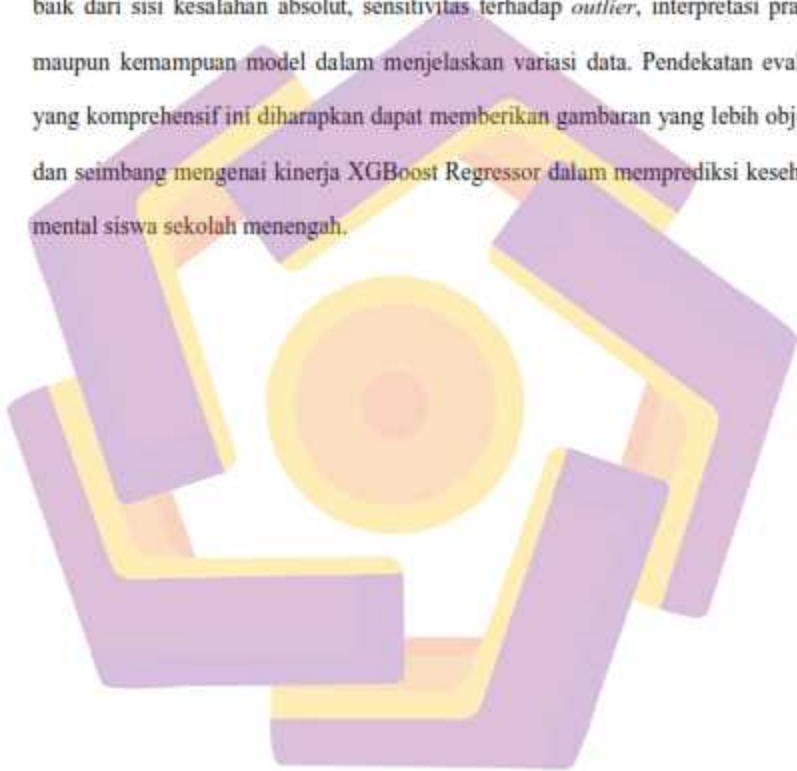 baik dari sisi kesalahan absolut, sensitivitas terhadap outlier, interpretasi
maupun kemampuan model dalam menjelaskan variasi data. Pendekatan
yang komprehensif ini diharapkan dapat memberikan gambaran yang lebih
dan seimbang mengenai kinerja XGBoost Regressor dalam memprediksi
mental siswa sekolah menengah.